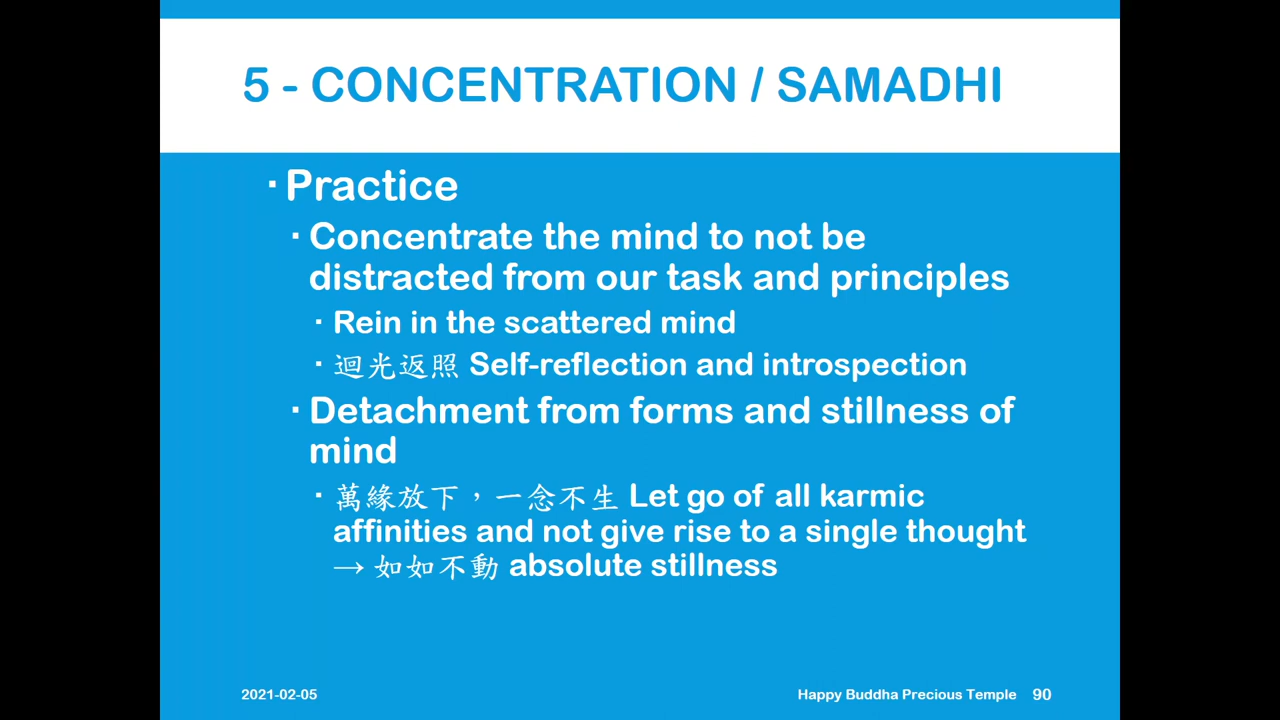 5 - CONCENTRATION / SAMADHI
▪ Practice
▪ Concentrate the mind to not be
distracted from our task and principles
▪ Rein in the scattered mind
▪ 迴光返照 Self-reflection and introspection
▪ Detachment from forms and stillness of
mind
▪ 萬緣放下，一念不生 Let go of all karmic
affinities and not give rise to a single thought
→ 如如不動 absolute stillness
2021-02-05
Happy Buddha Precious Temple 90